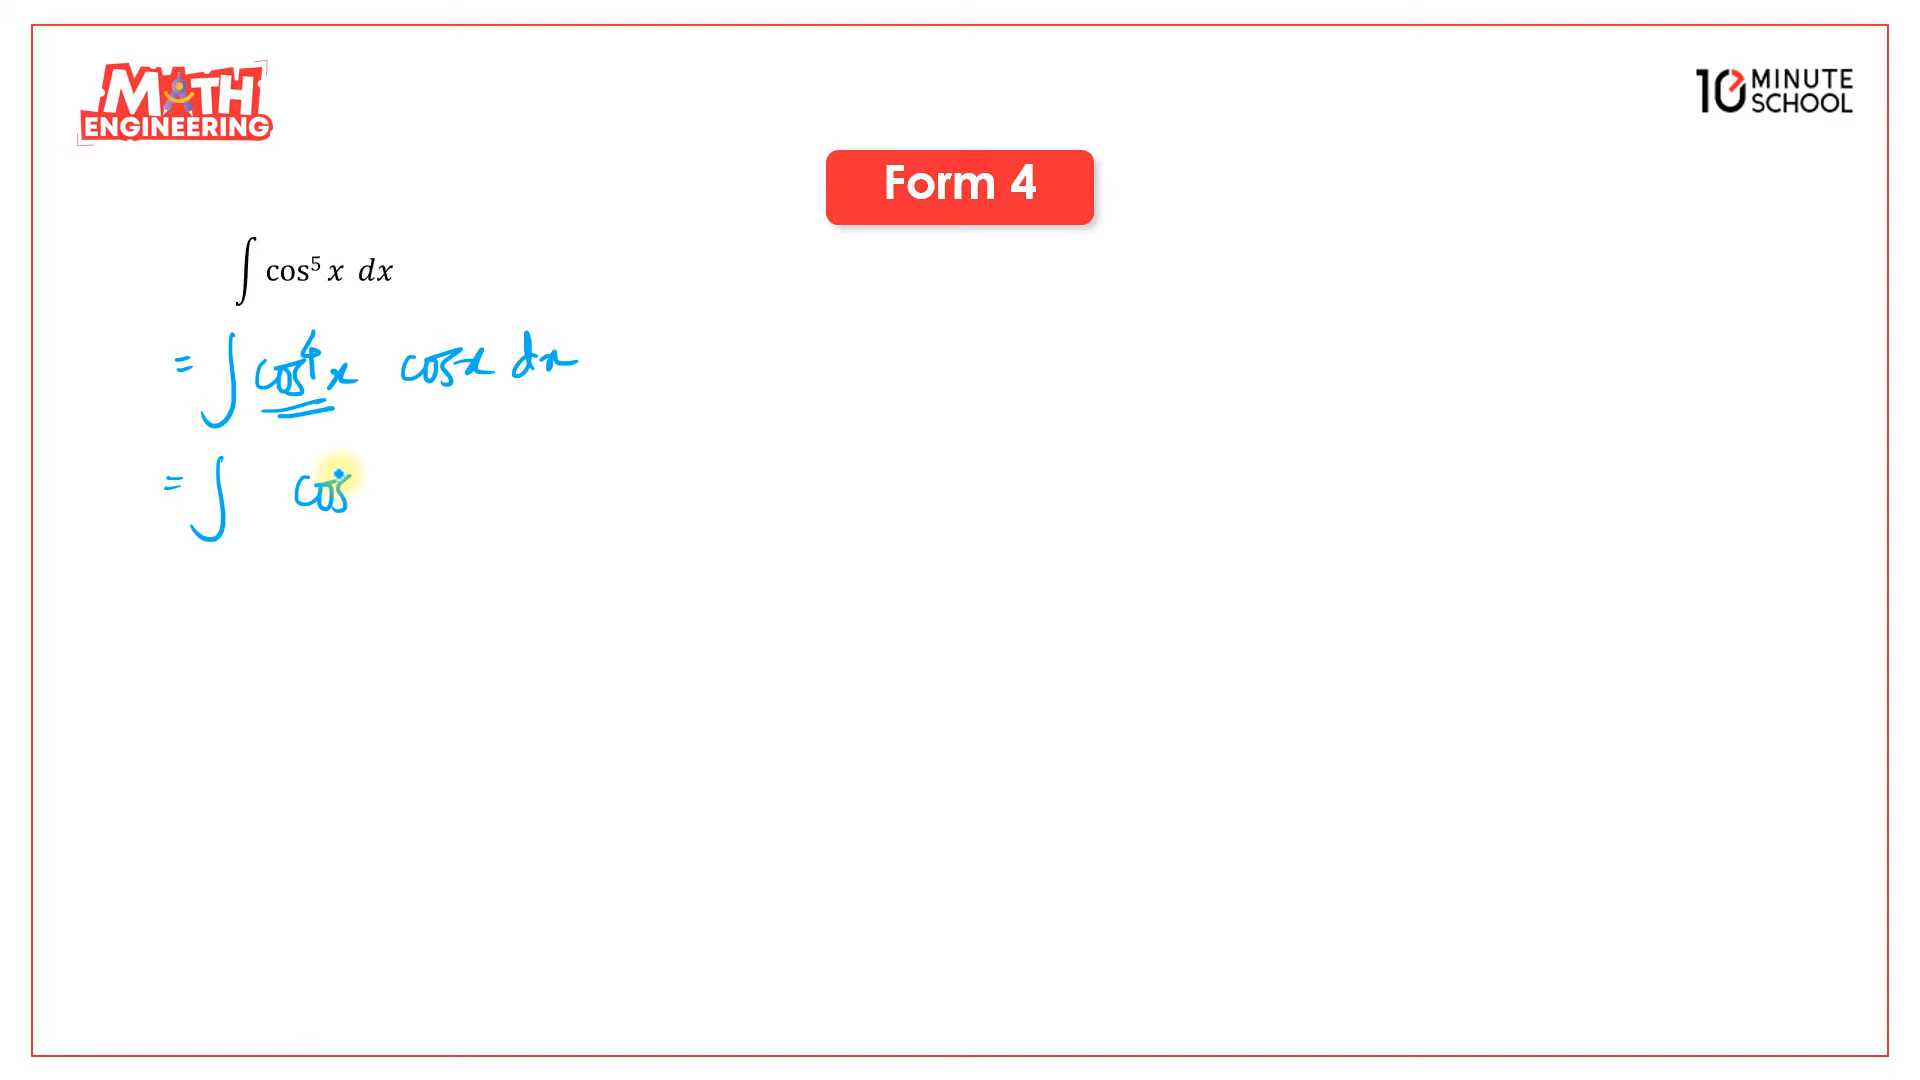 MATH
ENGINEERING
10 MINUTE
SCHOOL
Form 4
∫ cos⁵ x dx
= ∫ cos⁴x cosx dx
= ∫ cos